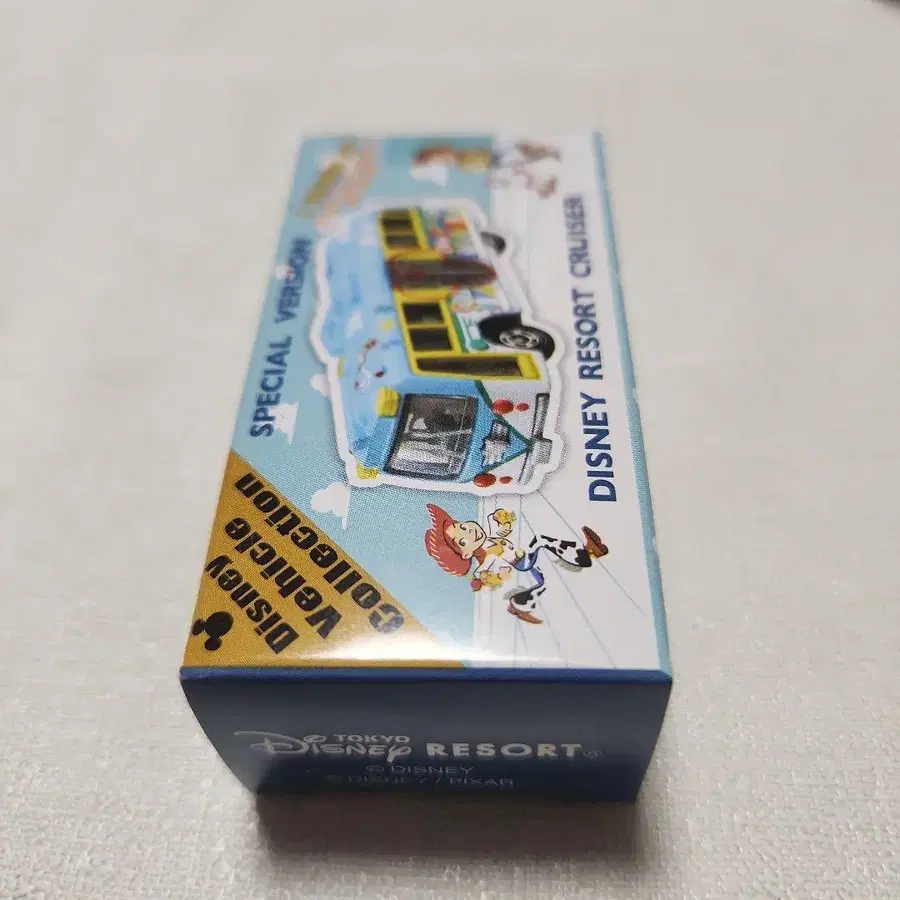 SPECIAL VERSION
DISNEY RESORT CRUISER
Disney
Vehicle
Collection
TOKYO
DISNEY RESORT
© DISNEY
© DISNEY / PIXAR